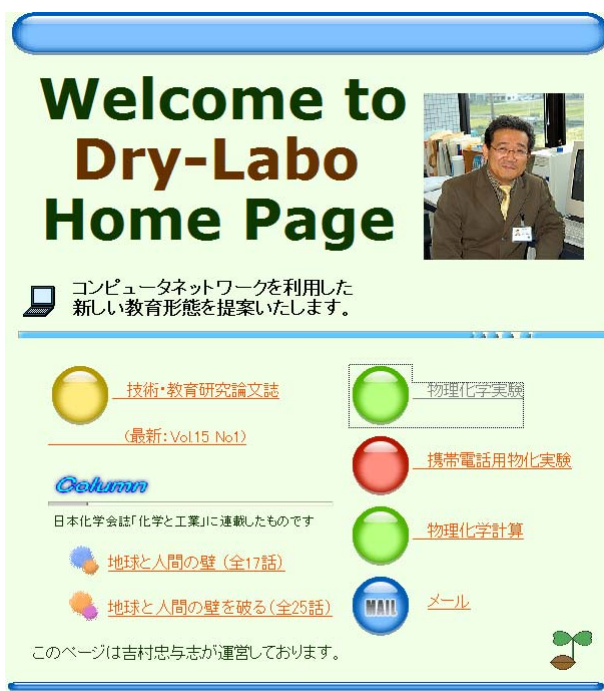 Welcome to
Dry-Labo
Home Page
コンピュータネットワークを利用した
新しい教育形態を提案いたします。
技術・教育研究論文誌
(最新：Vol.15 No1)
Column
日本化学会誌「化学と工業」に連載したものです
地球と人間の壁（全17話）
地球と人間の壁を破る（全25話）
物理化学実験
携帯電話用物化実験
物理化学計算
MAIL
メール
このページは吉村忠与志が運営しております。